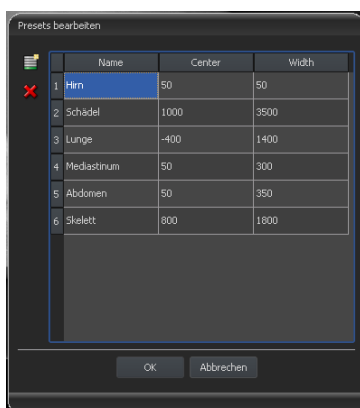 Presets bearbeiten
Name Center Width
1 Hirn 50 50
2 Schädel 1000 3500
3 Lunge -400 1400
4 Mediastinum 50 300
5 Abdomen 50 350
6 Skelett 800 1800
OK Abbrechen